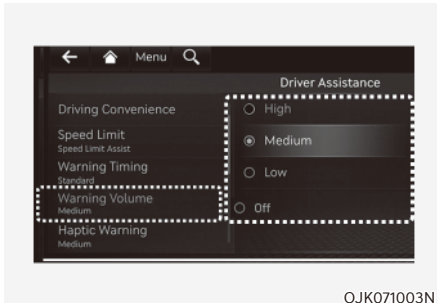 Menu
Driver Assistance
Driving Convenience
Speed Limit
Speed Limit Assist
Warning Timing
Standard
Warning Volume
Medium
Haptic Warning
Medium
High
Medium
Low
Off
OJK071003N